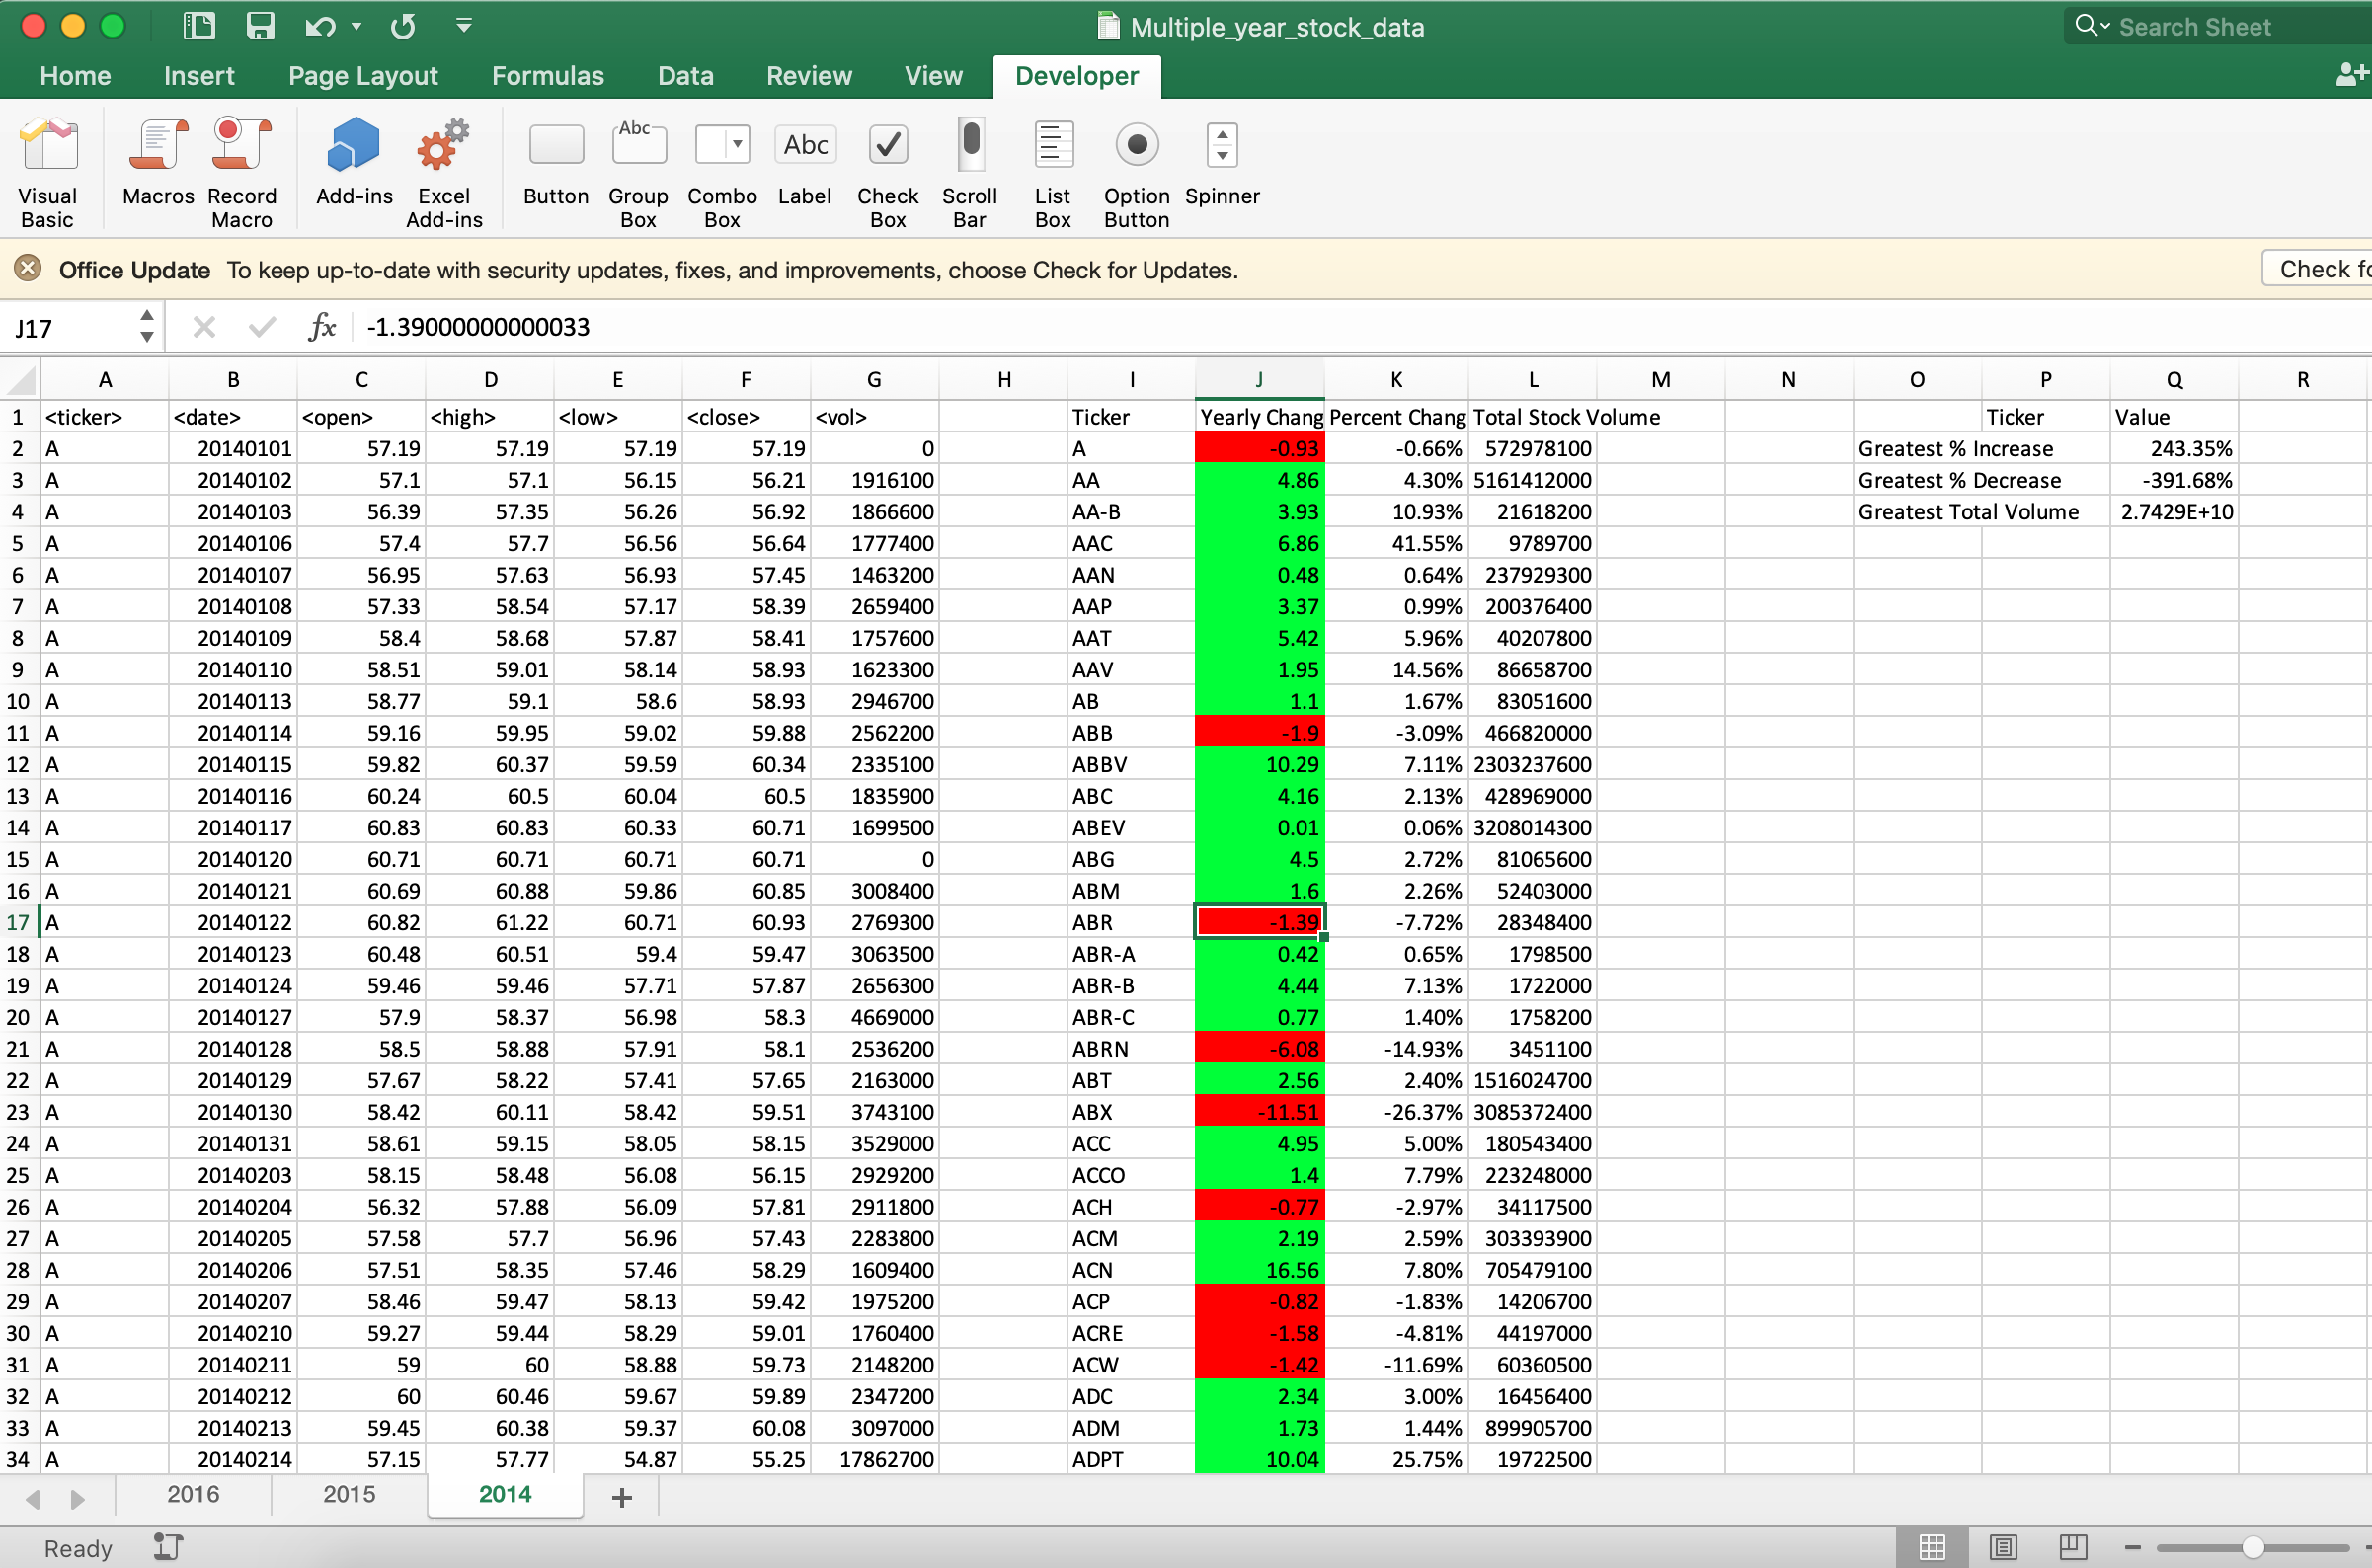 Multiple_year_stock_data
Search Sheet
Home Insert Page Layout Formulas Data Review View Developer
Visual Basic Macros Record Macro Add-ins Excel Add-ins Button Group Box Combo Box Label Check Box Scroll Bar List Box Option Button Spinner
Abc Abc
Office Update To keep up-to-date with security updates, fixes, and improvements, choose Check for Updates. Check fo
J17 fx -1.39000000000033
A B C D E F G H I J K L M N O P Q R
1 <ticker> <date> <open> <high> <low> <close> <vol> Ticker Yearly Chang Percent Chang Total Stock Volume Ticker Value
2 A 20140101 57.19 57.19 57.19 57.19 0 A -0.93 -0.66% 572978100 Greatest % Increase 243.35%
3 A 20140102 57.1 57.1 56.15 56.21 1916100 AA 4.86 4.30% 5161412000 Greatest % Decrease -391.68%
4 A 20140103 56.39 57.35 56.26 56.92 1866600 AA-B 3.93 10.93% 21618200 Greatest Total Volume 2.7429E+10
5 A 20140106 57.4 57.7 56.56 56.64 1777400 AAC 6.86 41.55% 9789700
6 A 20140107 56.95 57.63 56.93 57.45 1463200 AAN 0.48 0.64% 237929300
7 A 20140108 57.33 58.54 57.17 58.39 2659400 AAP 3.37 0.99% 200376400
8 A 20140109 58.4 58.68 57.87 58.41 1757600 AAT 5.42 5.96% 40207800
9 A 20140110 58.51 59.01 58.14 58.93 1623300 AAV 1.95 14.56% 86658700
10 A 20140113 58.77 59.1 58.6 58.93 2946700 AB 1.1 1.67% 83051600
11 A 20140114 59.16 59.95 59.02 59.88 2562200 ABB -1.9 -3.09% 466820000
12 A 20140115 59.82 60.37 59.59 60.34 2335100 ABBV 10.29 7.11% 2303237600
13 A 20140116 60.24 60.5 60.04 60.5 1835900 ABC 4.16 2.13% 428969000
14 A 20140117 60.83 60.83 60.33 60.71 1699500 ABEV 0.01 0.06% 3208014300
15 A 20140120 60.71 60.71 60.71 60.71 0 ABG 4.5 2.72% 81065600
16 A 20140121 60.69 60.88 59.86 60.85 3008400 ABM 1.6 2.26% 52403000
17 A 20140122 60.82 61.22 60.71 60.93 2769300 ABR -1.39 -7.72% 28348400
18 A 20140123 60.48 60.51 59.4 59.47 3063500 ABR-A 0.42 0.65% 1798500
19 A 20140124 59.46 59.46 57.71 57.87 2656300 ABR-B 4.44 7.13% 1722000
20 A 20140127 57.9 58.37 56.98 58.3 4669000 ABR-C 0.77 1.40% 1758200
21 A 20140128 58.5 58.88 57.91 58.1 2536200 ABRN -6.08 -14.93% 3451100
22 A 20140129 57.67 58.22 57.41 57.65 2163000 ABT 2.56 2.40% 1516024700
23 A 20140130 58.42 60.11 58.42 59.51 3743100 ABX -11.51 -26.37% 3085372400
24 A 20140131 58.61 59.15 58.05 58.15 3529000 ACC 4.95 5.00% 180543400
25 A 20140203 58.15 58.48 56.08 56.15 2929200 ACCO 1.4 7.79% 223248000
26 A 20140204 56.32 57.88 56.09 57.81 2911800 ACH -0.77 -2.97% 34117500
27 A 20140205 57.58 57.7 56.96 57.43 2283800 ACM 2.19 2.59% 303393900
28 A 20140206 57.51 58.35 57.46 58.29 1609400 ACN 16.56 7.80% 705479100
29 A 20140207 58.46 59.47 58.13 59.42 1975200 ACP -0.82 -1.83% 14206700
30 A 20140210 59.27 59.44 58.29 59.01 1760400 ACRE -1.58 -4.81% 44197000
31 A 20140211 59 60 58.88 59.73 2148200 ACW -1.42 -11.69% 60360500
32 A 20140212 60 60.46 59.67 59.89 2347200 ADC 2.34 3.00% 16456400
33 A 20140213 59.45 60.38 59.37 60.08 3097000 ADM 1.73 1.44% 899905700
34 A 20140214 57.15 57.77 54.87 55.25 17862700 ADPT 10.04 25.75% 19722500
2016 2015 2014 +
Ready